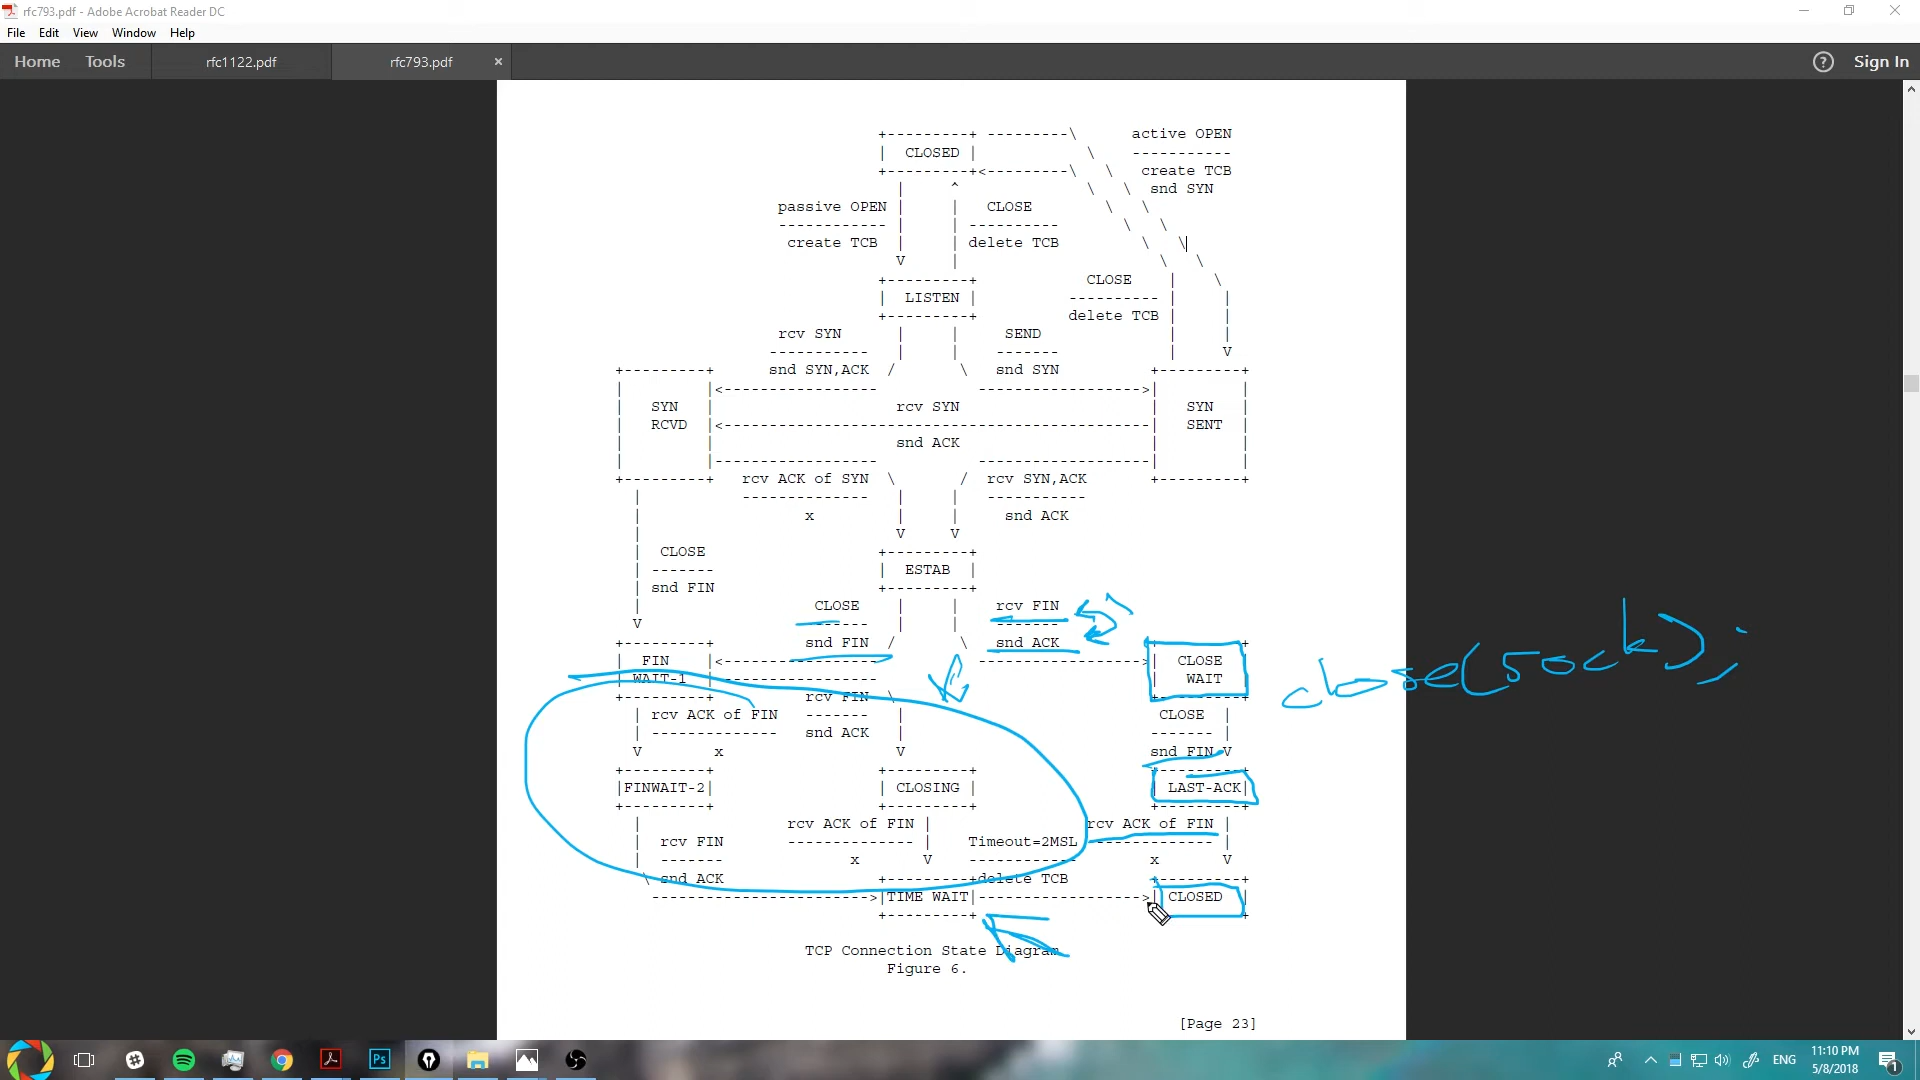 rfc793.pdf - Adobe Acrobat Reader DC
File Edit View Window Help
Home Tools rfc1122.pdf rfc793.pdf × ? Sign In
+---------+ ---------\ active OPEN
| CLOSED | \ -----------
+---------+<---------\ \ create TCB
| ^ \ \ snd SYN
passive OPEN | | CLOSE \ \
------------ | | ---------- \ \
create TCB | | delete TCB \ \
V | \ \
+---------+ CLOSE | \
| LISTEN | ---------- | |
+---------+ delete TCB | |
rcv SYN | | SEND | |
----------- | | ------- | V
+---------+ snd SYN,ACK / \ snd SYN +---------+
| |<----------------- ------------------>| |
| SYN | rcv SYN | SYN |
| RCVD |<-----------------------------------------------| SENT |
| | snd ACK | |
| |------------------ -------------------| |
+---------+ rcv ACK of SYN \ / rcv SYN,ACK +---------+
| -------------- | | -----------
| x | | snd ACK
| V V
| CLOSE +---------+
| ------- | ESTAB |
| snd FIN +---------+
| CLOSE | | rcv FIN
V ------- | | -------
+---------+ snd FIN / \ snd ACK +---------+
| FIN |<----------------- ------------------>| CLOSE |
| WAIT-1 |------------------ | WAIT |
close(sock);
+---------+ rcv FIN \ +---------+
| rcv ACK of FIN ------- | CLOSE |
| -------------- snd ACK | ------- |
V x V snd FIN V
+---------+ +---------+ +---------+
|FINWAIT-2| | CLOSING | | LAST-ACK|
+---------+ +---------+ +---------+
| rcv ACK of FIN | rcv ACK of FIN |
| rcv FIN -------------- | Timeout=2MSL -------------- |
| ------- x V ------------ x V
\ snd ACK +---------+delete TCB +---------+
------------------------>|TIME WAIT|------------------>| CLOSED |
+---------+ +---------+
TCP Connection State Diagram
Figure 6.
[Page 23]
Ps ENG 11:10 PM 1
5/8/2018